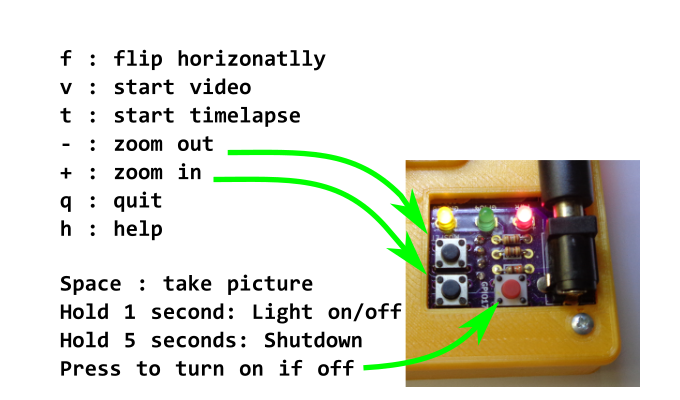 f : flip horizonatlly
v : start video
t : start timelapse
- : zoom out
+ : zoom in
q : quit
h : help
Space : take picture
Hold 1 second: Light on/off
Hold 5 seconds: Shutdown
Press to turn on if off
GPIO17